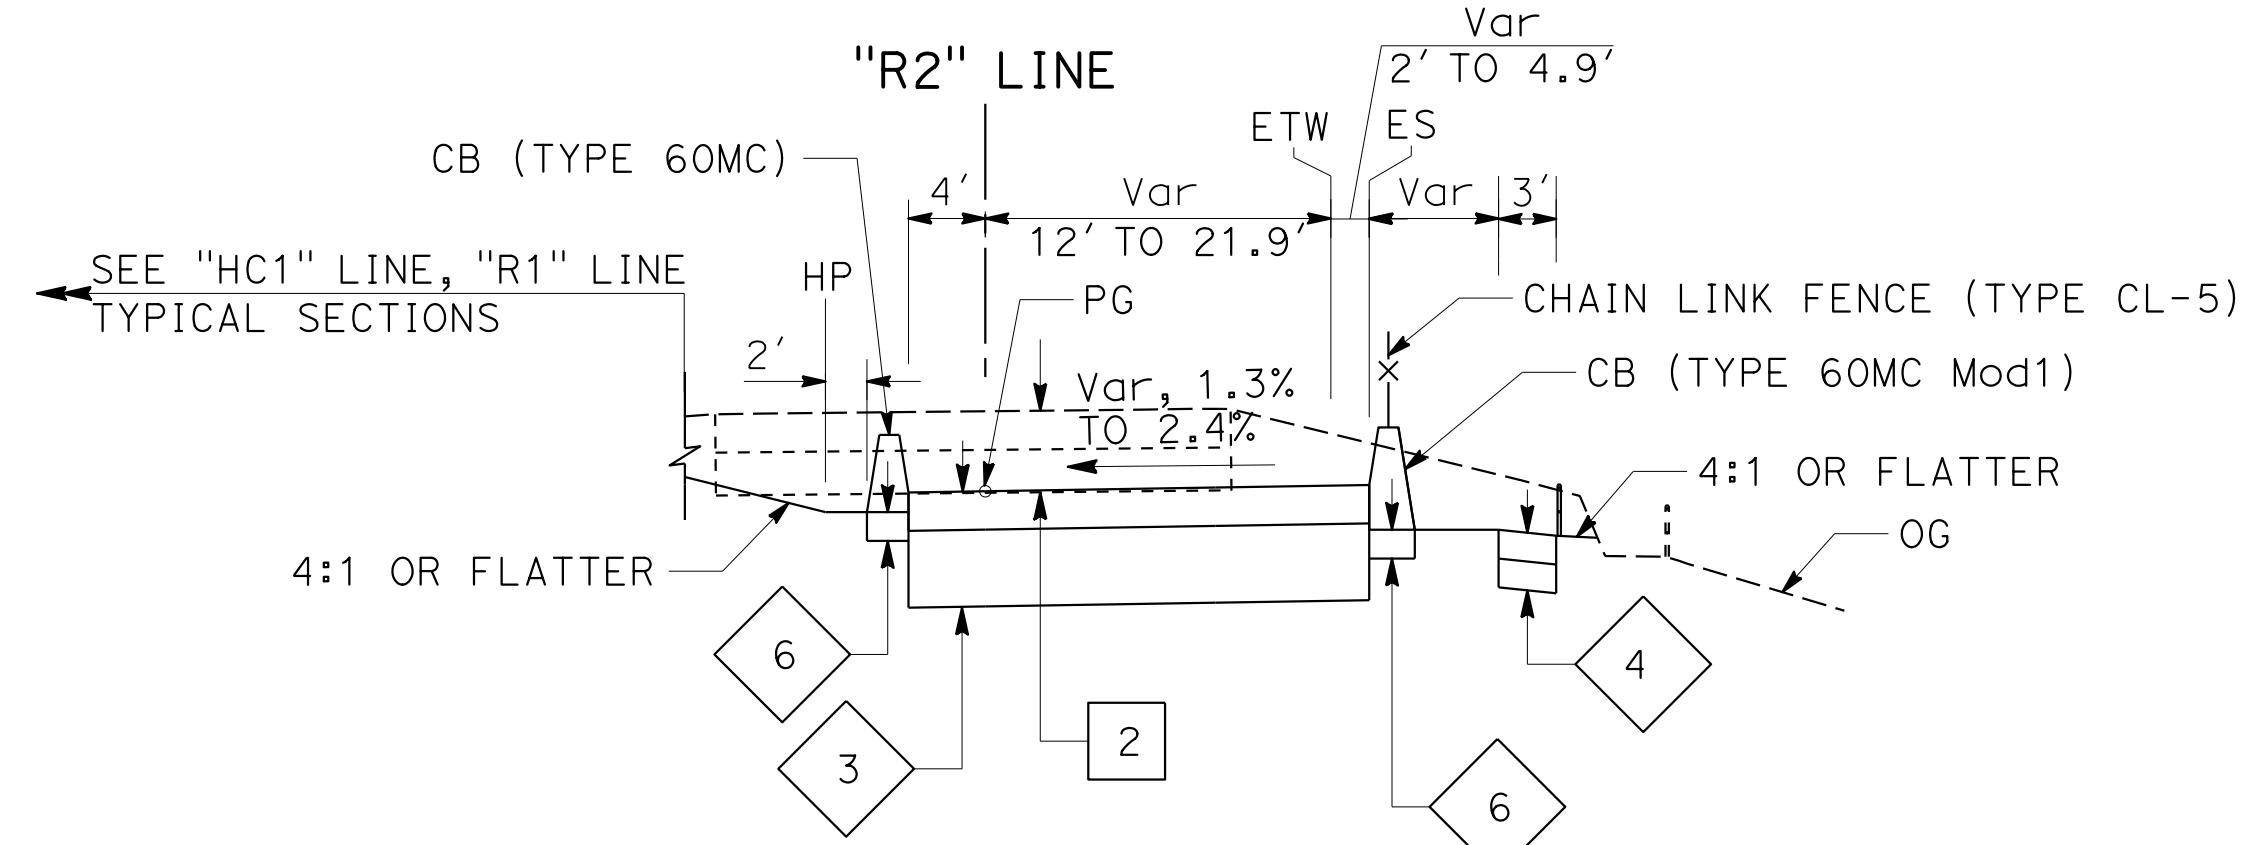 Var
2' TO 4.9'
"R2" LINE
ETW
ES
CB (TYPE 60MC)
4'
Var
Var
3'
12' TO 21.9'
SEE "HC1" LINE, "R1" LINE
TYPICAL SECTIONS
HP
PG
CHAIN LINK FENCE (TYPE CL-5)
2'
Var, 1.3%
TO 2.4%
CB (TYPE 60MC Mod1)
4:1 OR FLATTER
OG
4:1 OR FLATTER
6
4
3
2
6